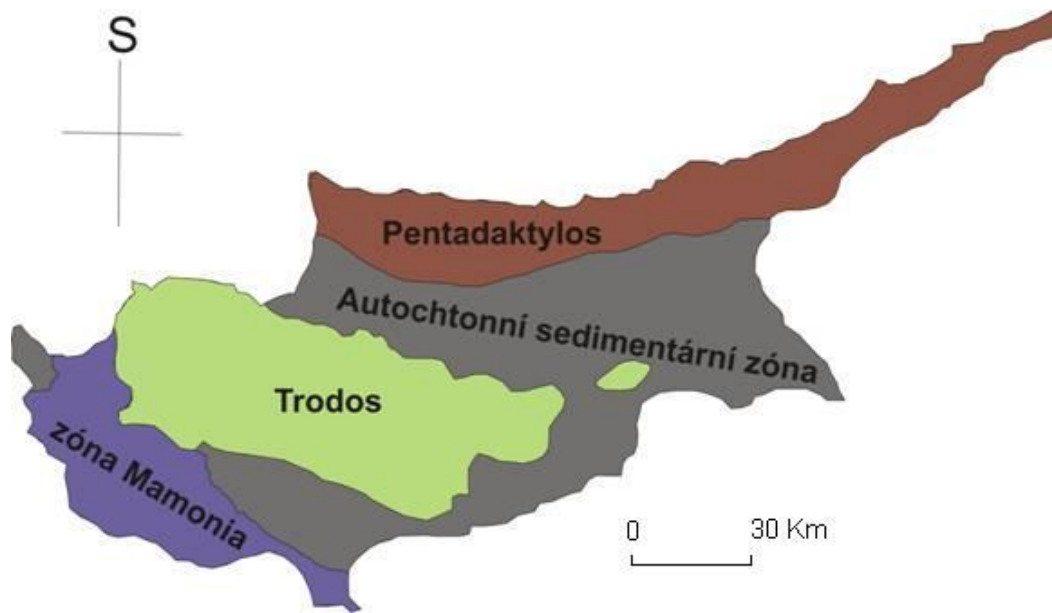 S
Pentadaktylos
Autochtonní sedimentární zóna
Trodos
zóna Mamonia
0 30 Km